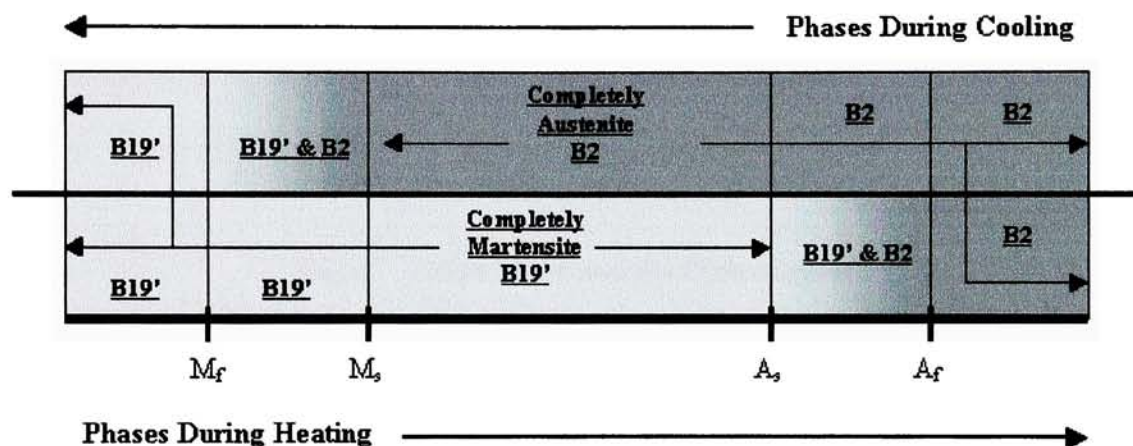 Phases During Cooling
Completely
Austenite
B2
B19'
B19' & B2
B2
B2
Completely
Martensite
B19'
B19' & B2
B2
B19'
B19'
Mf
Ms
As
Af
Phases During Heating